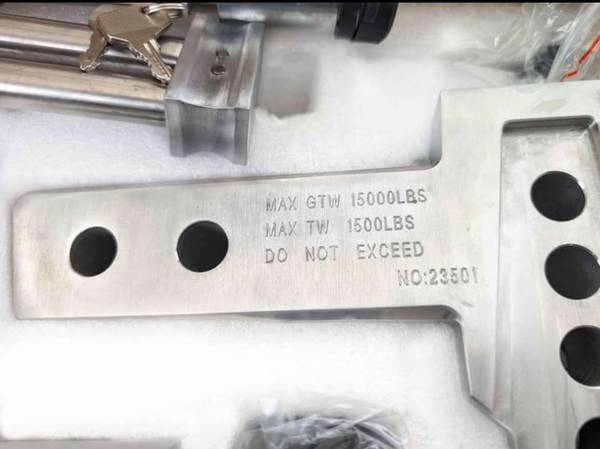 MAX GTW 15000LBS
MAX TW 1500LBS
DO NOT EXCEED
NO:23501